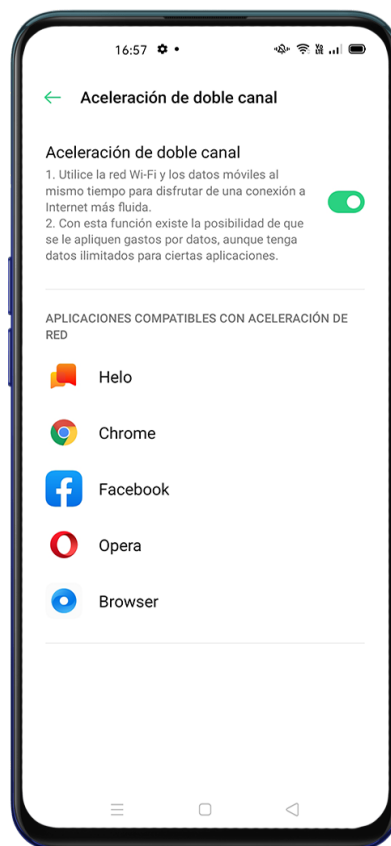 16:57
Aceleración de doble canal
Aceleración de doble canal
1. Utilice la red Wi-Fi y los datos móviles al
mismo tiempo para disfrutar de una conexión a
Internet más fluida.
2. Con esta función existe la posibilidad de que
se le apliquen gastos por datos, aunque tenga
datos ilimitados para ciertas aplicaciones.
APLICACIONES COMPATIBLES CON ACELERACIÓN DE
RED
Helo
Chrome
Facebook
Opera
Browser